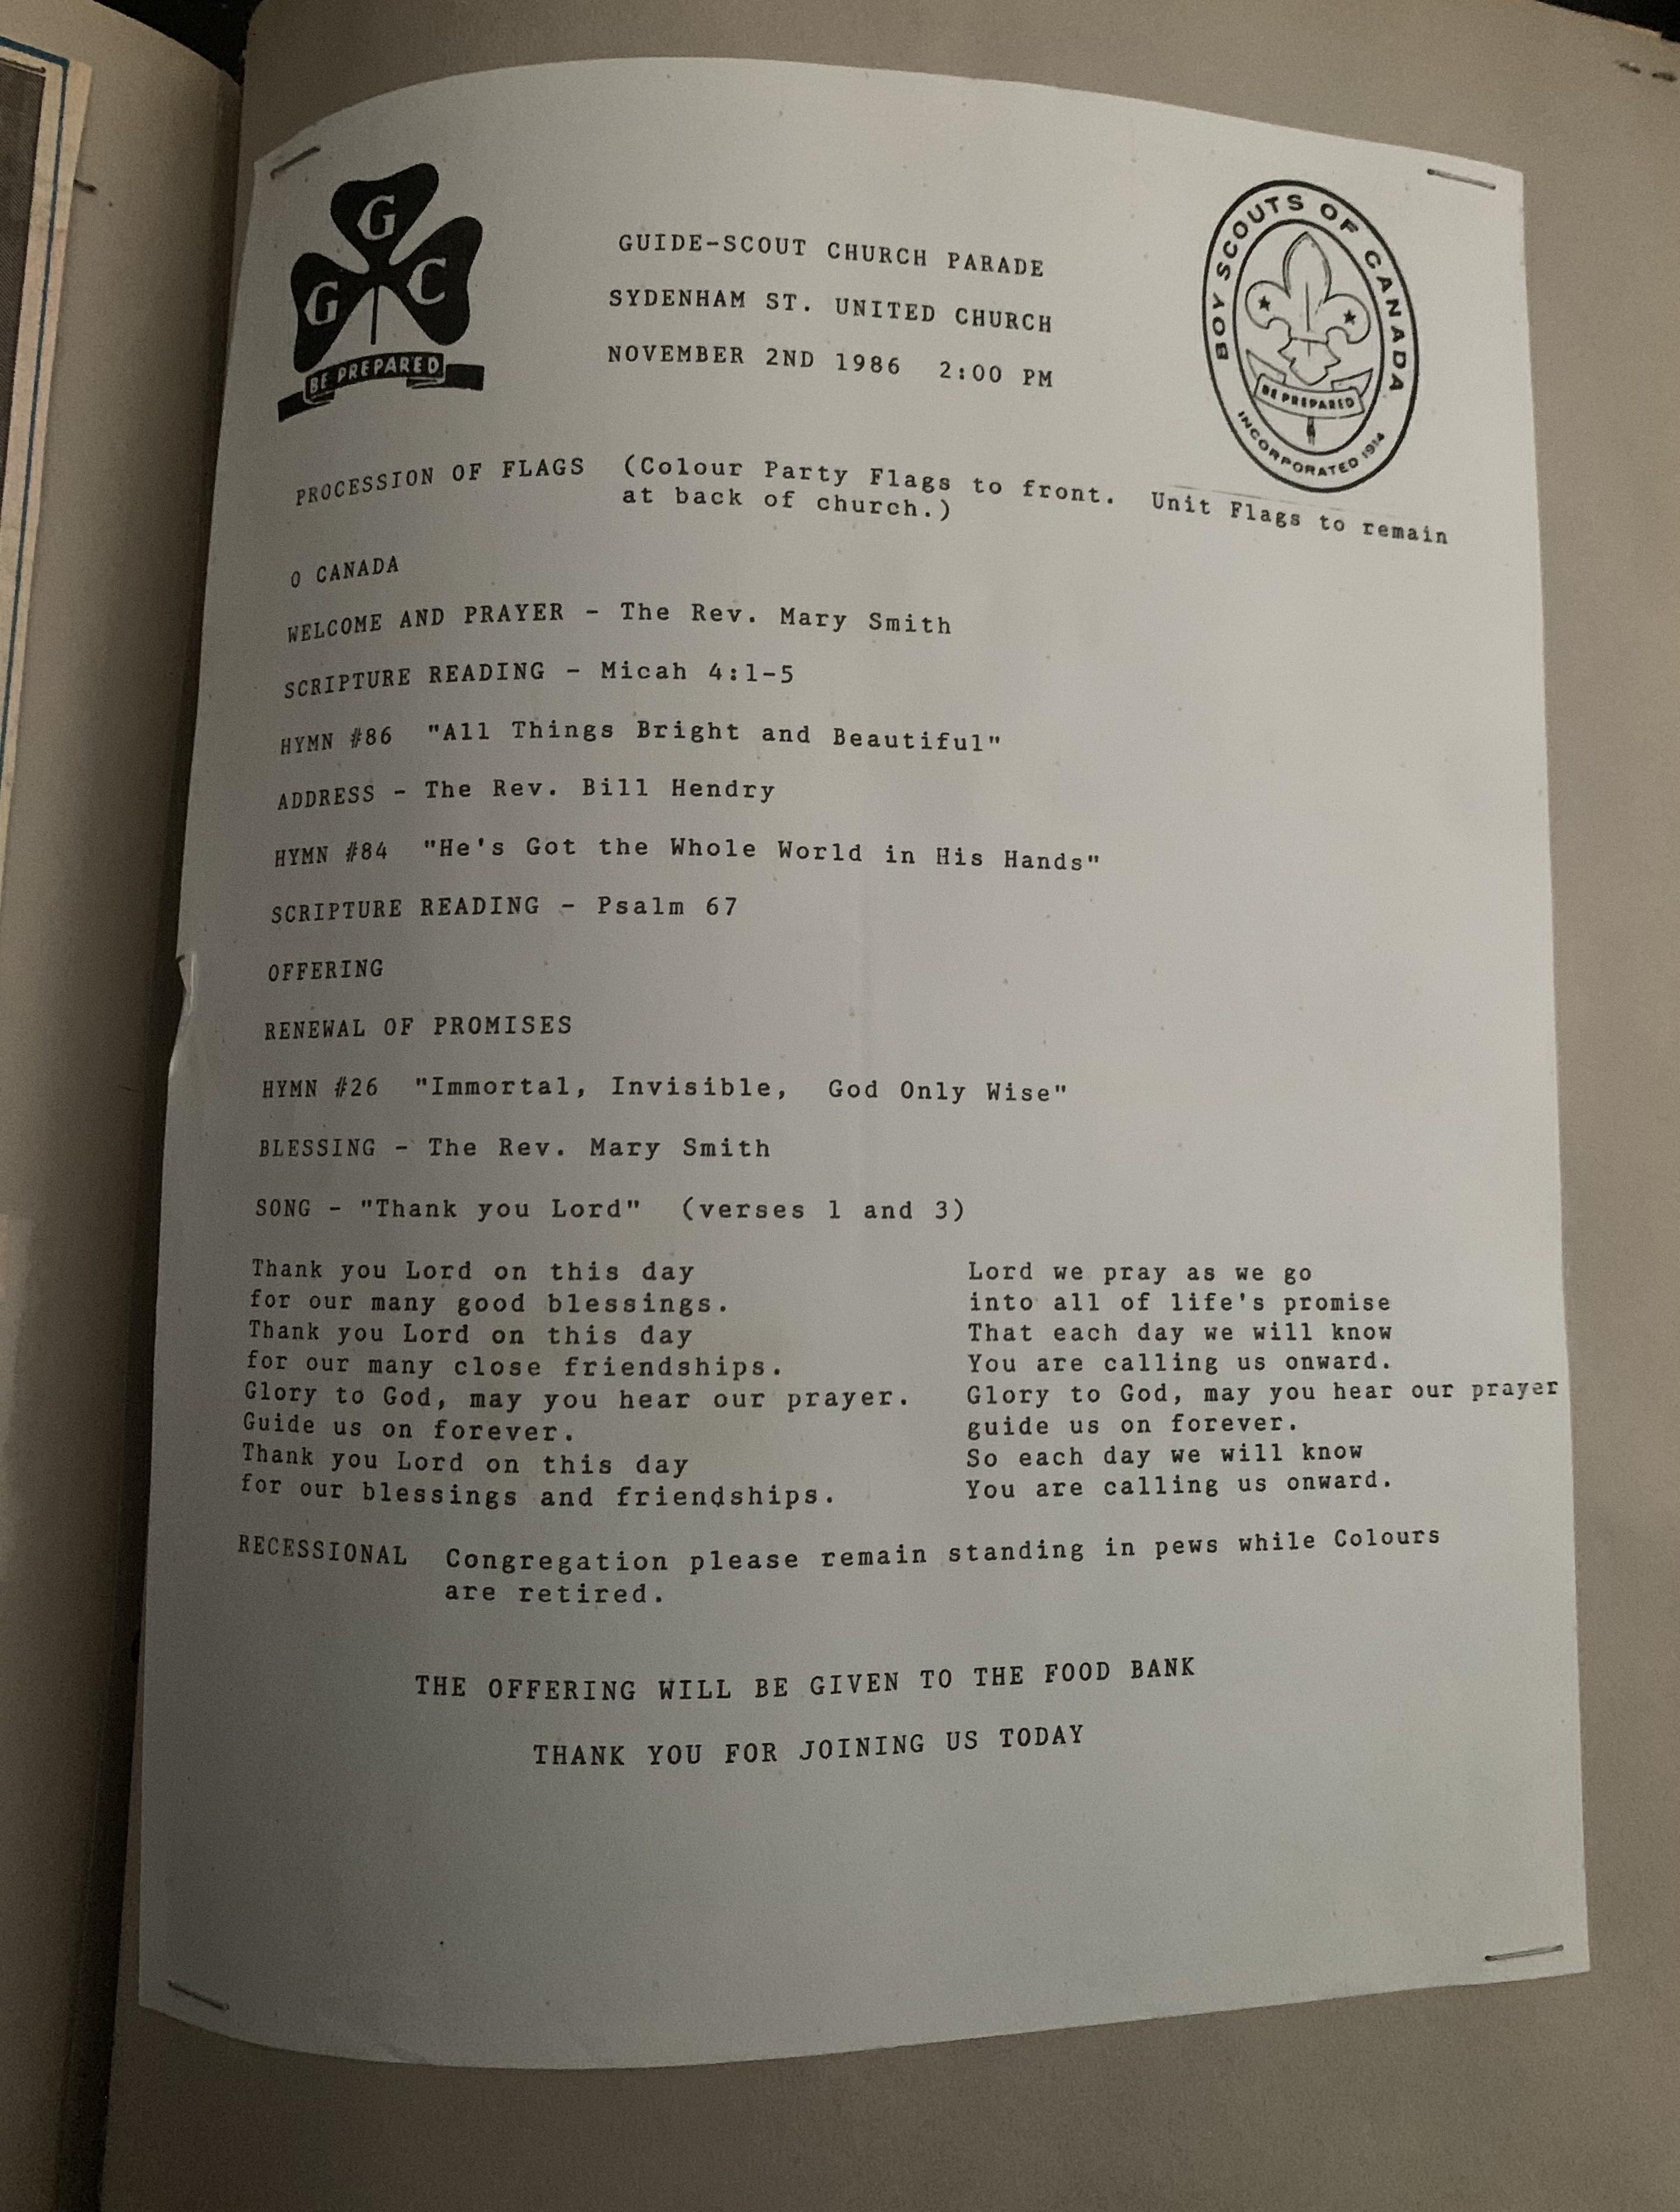 G
G C
BE PREPARED
GUIDE-SCOUT CHURCH PARADE
SYDENHAM ST. UNITED CHURCH
NOVEMBER 2ND 1986 2:00 PM
BOY SCOUTS OF CANADA
BE PREPARED
INCORPORATED 1914
PROCESSION OF FLAGS (Colour Party Flags to front. Unit Flags to remain
at back of church.)
O CANADA
WELCOME AND PRAYER - The Rev. Mary Smith
SCRIPTURE READING - Micah 4:1-5
HYMN #86 "All Things Bright and Beautiful"
ADDRESS - The Rev. Bill Hendry
HYMN #84 "He's Got the Whole World in His Hands"
SCRIPTURE READING - Psalm 67
OFFERING
RENEWAL OF PROMISES
HYMN #26 "Immortal, Invisible, God Only Wise"
BLESSING - The Rev. Mary Smith
SONG - "Thank you Lord" (verses 1 and 3)
Thank you Lord on this day
for our many good blessings.
Thank you Lord on this day
for our many close friendships.
Glory to God, may you hear our prayer.
Guide us on forever.
Thank you Lord on this day
for our blessings and friendships.
Lord we pray as we go
into all of life's promise
That each day we will know
You are calling us onward.
Glory to God, may you hear our prayer
guide us on forever.
So each day we will know
You are calling us onward.
RECESSIONAL Congregation please remain standing in pews while Colours
are retired.
THE OFFERING WILL BE GIVEN TO THE FOOD BANK
THANK YOU FOR JOINING US TODAY